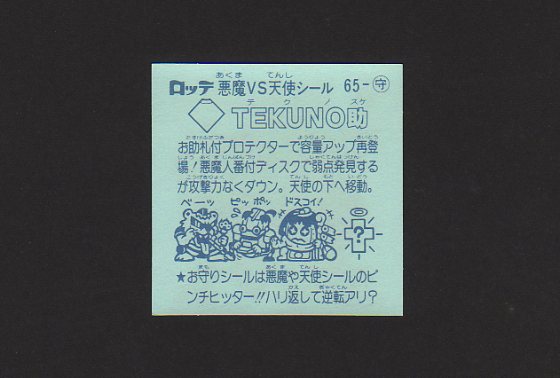 ロッテ 悪魔VS天使シール 65-守
TEKUNO助
お助札付プロテクターで容量アップ再登
場!悪魔人番付ディスクで弱点発見する
が攻撃力なくダウン。天使の下へ移動。
ベーッ ピッポッ ドスコイ!
?
★お守りシールは悪魔や天使シールのピ
ンチヒッター!!ハリ返して逆転アリ?